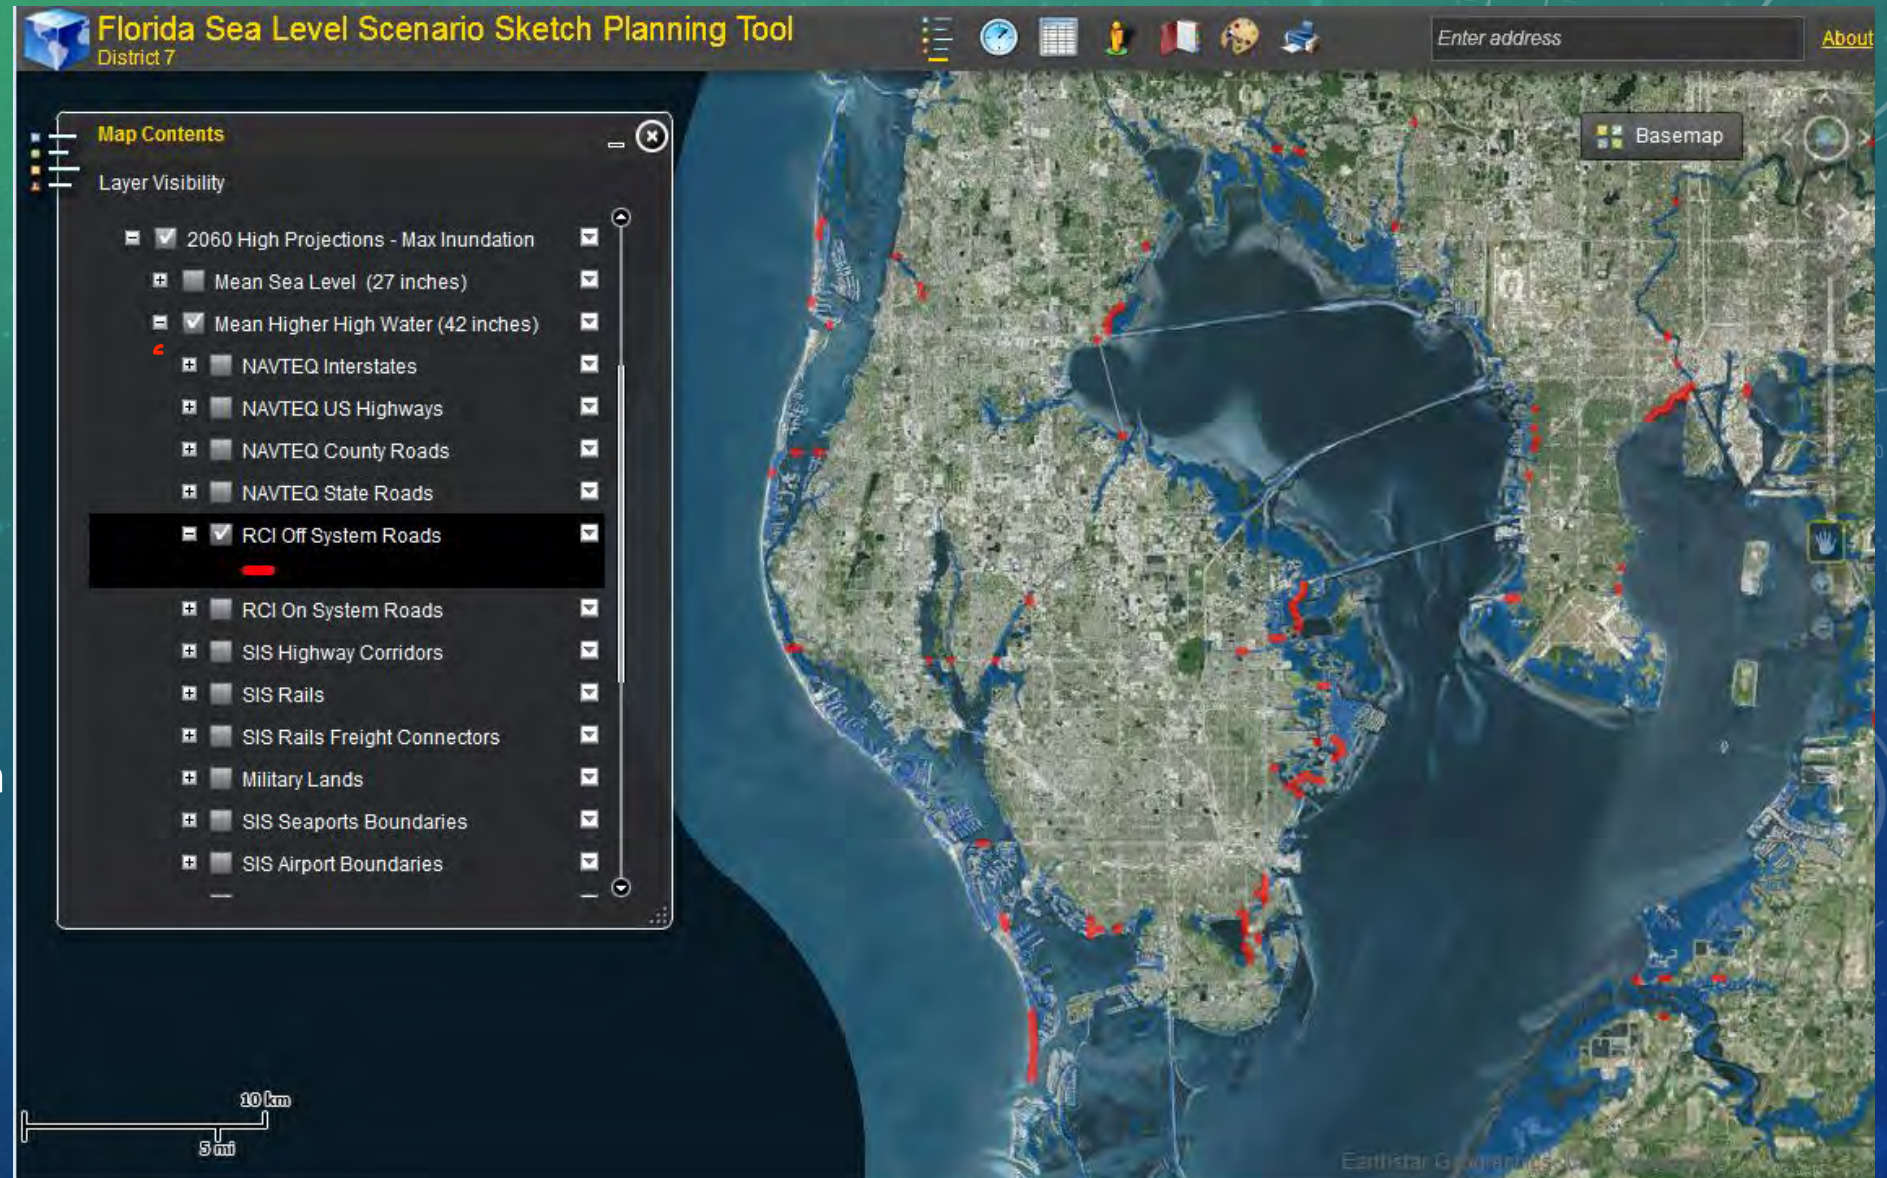 Florida Sea Level Scenario Sketch Planning Tool
District 7
Enter address
About
Map Contents
Layer Visibility
2060 High Projections - Max Inundation
Mean Sea Level (27 inches)
Mean Higher High Water (42 inches)
NAVTEQ Interstates
NAVTEQ US Highways
NAVTEQ County Roads
NAVTEQ State Roads
RCI Off System Roads
RCI On System Roads
SIS Highway Corridors
SIS Rails
SIS Rails Freight Connectors
Military Lands
SIS Seaports Boundaries
SIS Airport Boundaries
Basemap
10 km
5 mi
Earthstar Geographics